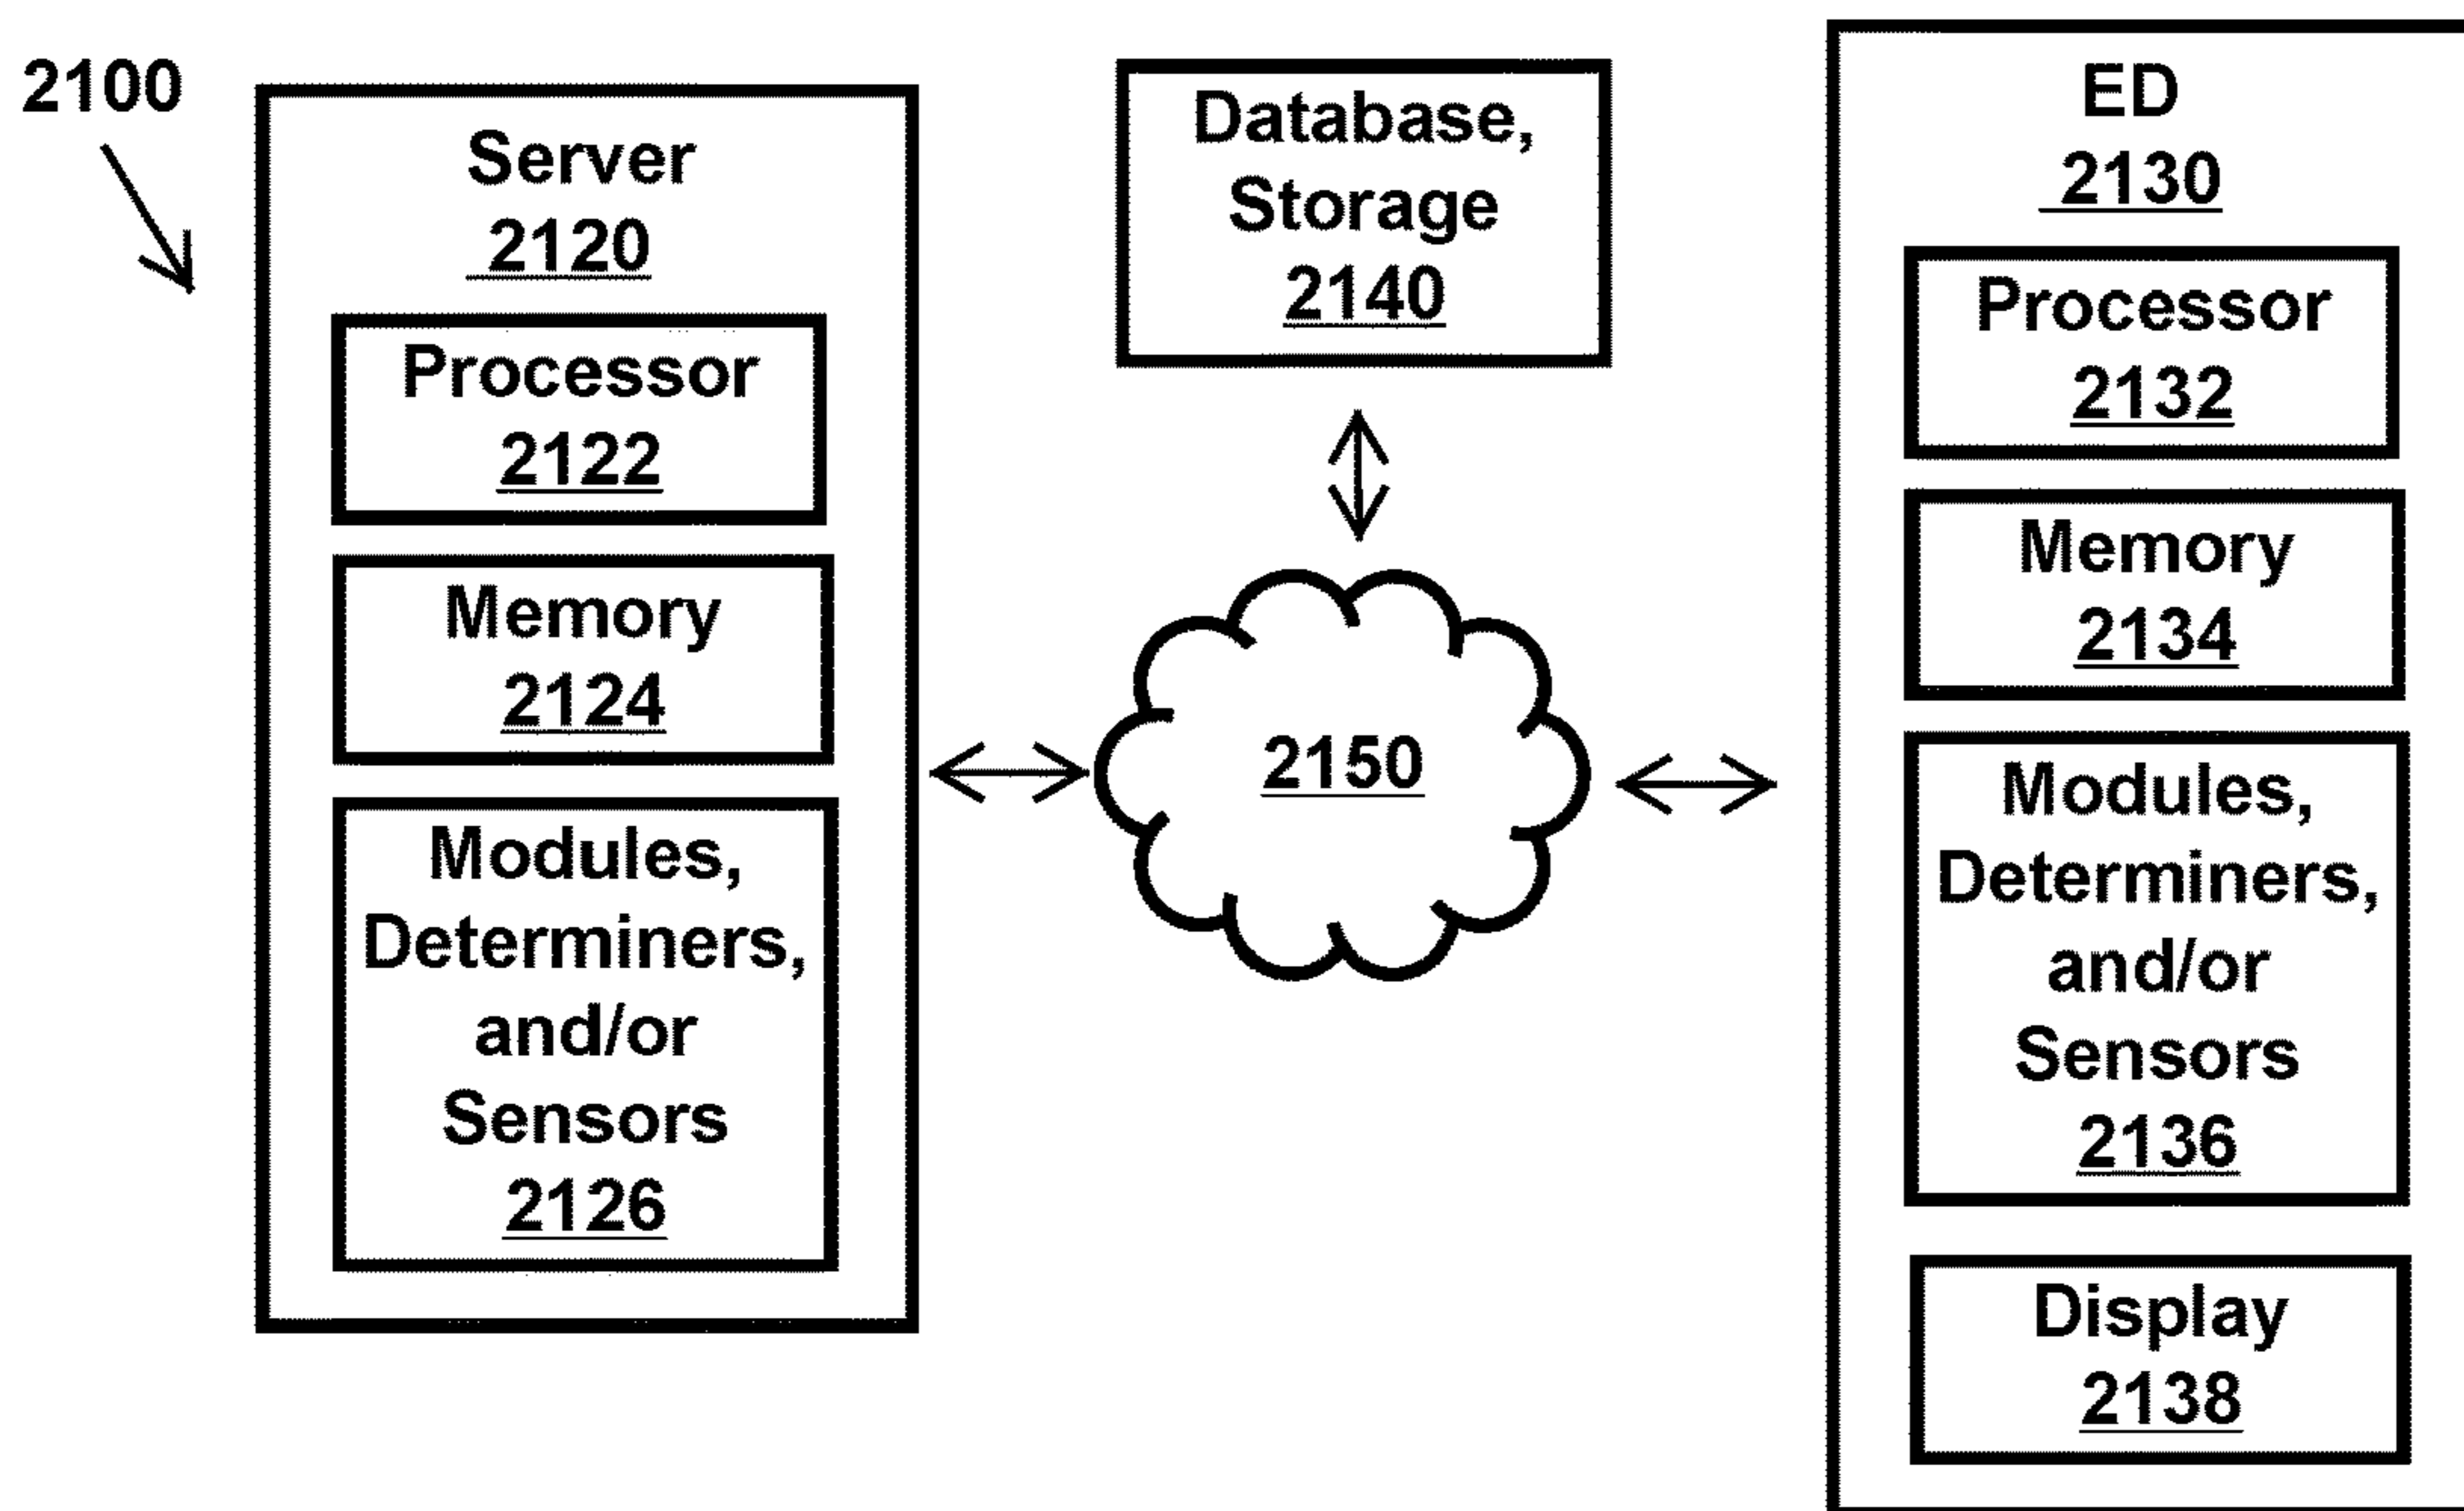 2100
Server
2120
Processor
2122
Memory
2124
Modules,
Determiners,
and/or
Sensors
2126
Database,
Storage
2140
2150
ED
2130
Processor
2132
Memory
2134
Modules,
Determiners,
and/or
Sensors
2136
Display
2138